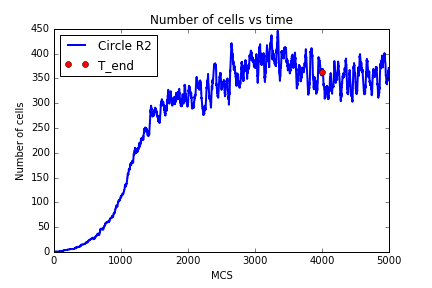 Number of cells vs time
450
400
350
300
250
200
150
100
50
0
Number of cells
Circle R2
T_end
0 1000 2000 3000 4000 5000
MCS